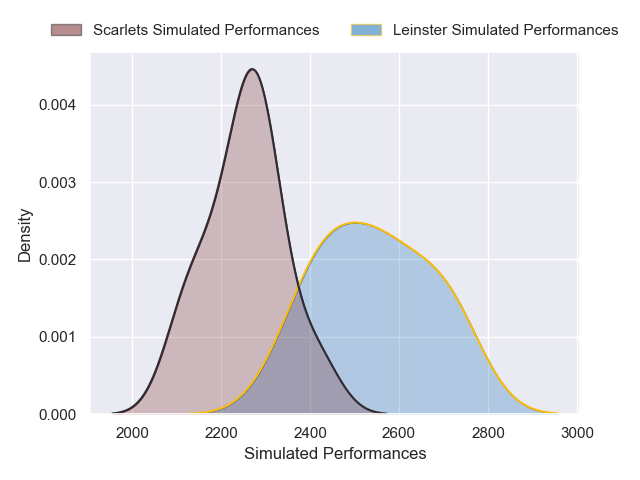 Scarlets Simulated Performances
Leinster Simulated Performances
Density
0.004
0.003
0.002
0.001
0.000
2000 2200 2400 2600 2800 3000
Simulated Performances